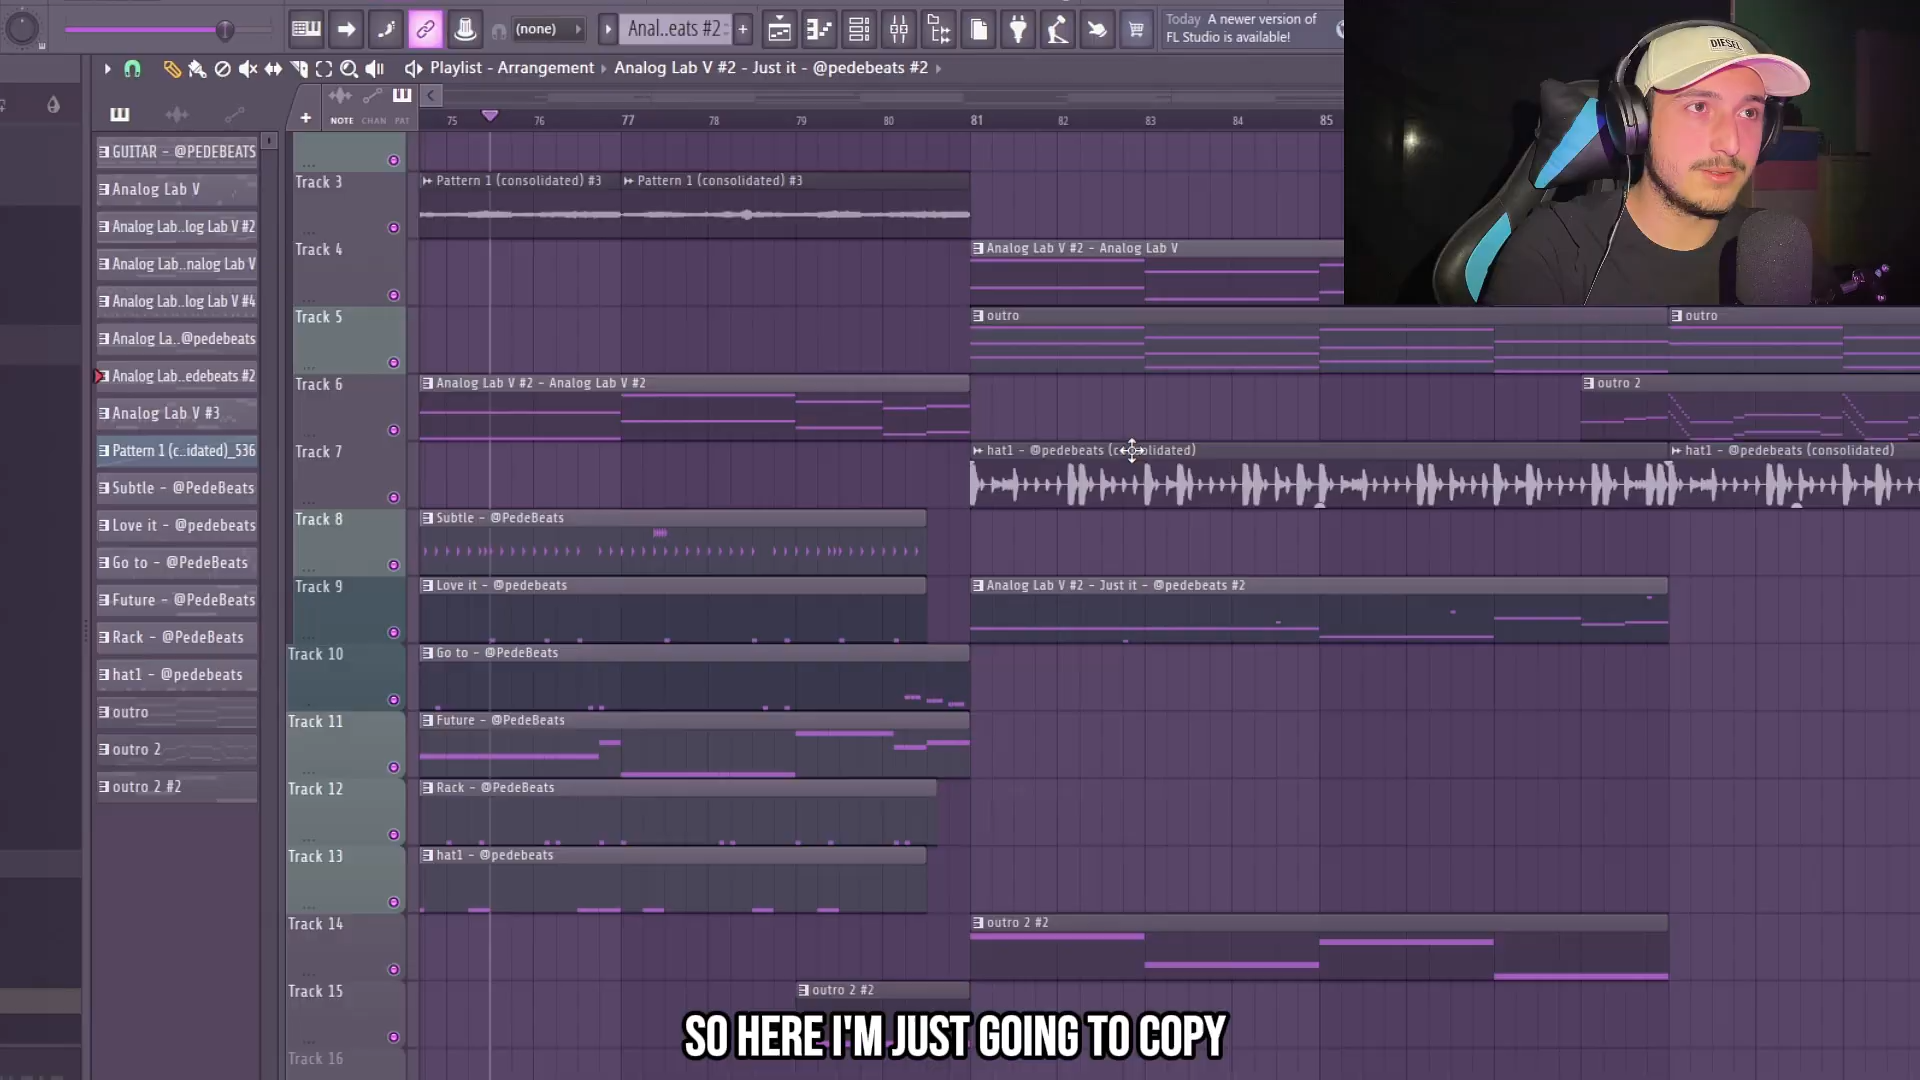 (none)
Anal..eats #2
+
Today A newer version of
FL Studio is available!
DIESEL
Playlist - Arrangement › Analog Lab V #2 - Just it - @pedebeats #2
+
NOTE CHAN PAT
75 76 77 78 79 80 81 82 83 84 85
GUITAR - @PEDEBEATS
Analog Lab V
Analog Lab..log Lab V #2
Analog Lab..nalog Lab V
Analog Lab..log Lab V #4
Analog La..@pedebeats
Analog Lab..edebeats #2
Analog Lab V #3
Pattern 1 (c..idated)_536
Subtle - @PedeBeats
Love it - @pedebeats
Go to - @PedeBeats
Future - @PedeBeats
Rack - @PedeBeats
hat1 - @pedebeats
outro
outro 2
outro 2 #2
Track 3
Pattern 1 (consolidated) #3
Pattern 1 (consolidated) #3
Track 4
Analog Lab V #2 - Analog Lab V
Track 5
outro
outro
Track 6
Analog Lab V #2 - Analog Lab V #2
outro 2
Track 7
hat1 - @pedebeats (consolidated)
hat1 - @pedebeats (consolidated)
Track 8
Subtle - @PedeBeats
Track 9
Love it - @pedebeats
Analog Lab V #2 - Just it - @pedebeats #2
Track 10
Go to - @PedeBeats
Track 11
Future - @PedeBeats
Track 12
Rack - @PedeBeats
Track 13
hat1 - @pedebeats
Track 14
outro 2 #2
Track 15
outro 2 #2
Track 16
SO HERE I'M JUST GOING TO COPY